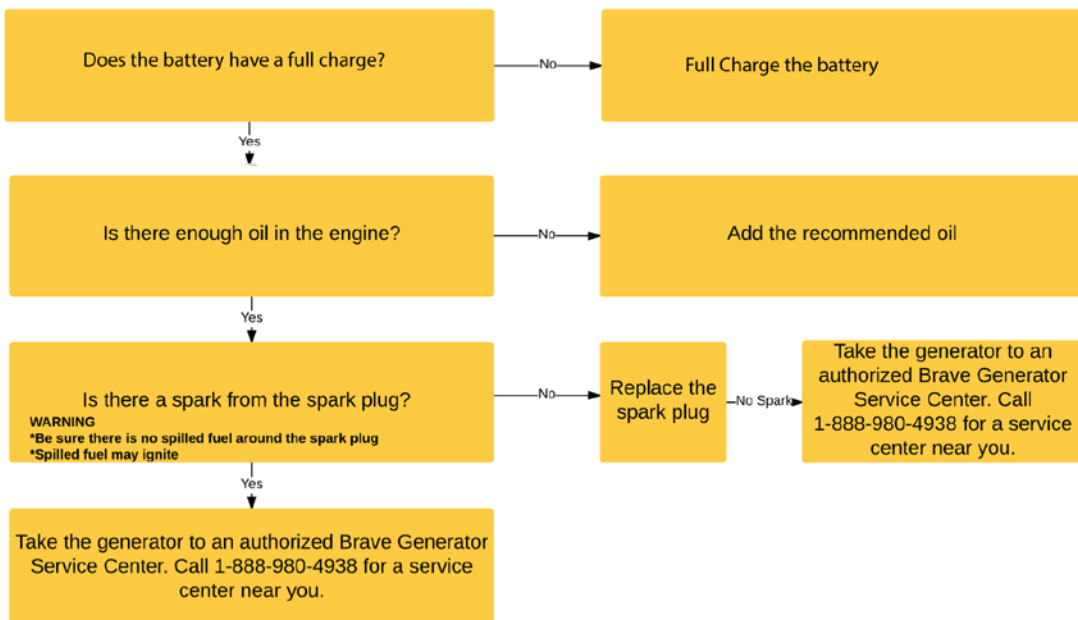 Does the battery have a full charge?
No
Full Charge the battery
Yes
Is there enough oil in the engine?
No
Add the recommended oil
Yes
Is there a spark from the spark plug?
WARNING
*Be sure there is no spilled fuel around the spark plug
*Spilled fuel may ignite
No
Replace the
spark plug
No Spark
Take the generator to an
authorized Brave Generator
Service Center. Call
1-888-980-4938 for a service
center near you.
Yes
Take the generator to an authorized Brave Generator
Service Center. Call 1-888-980-4938 for a service
center near you.